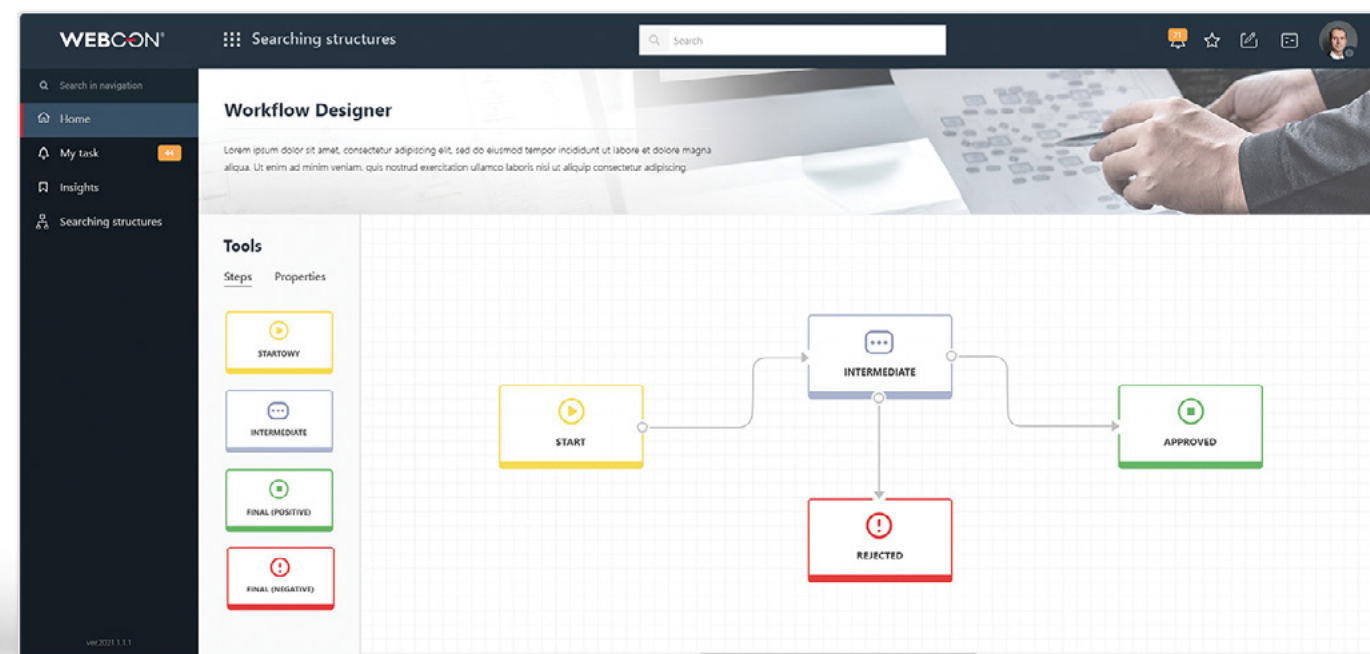 WEBCON®
Searching structures
Search
21
Search in navigation
Home
My task
44
Insights
Searching structures
Workflow Designer
Lorem ipsum dolor sit amet, consectetur adipiscing elit, sed do eiusmod tempor incididunt ut labore et dolore magna
aliqua. Ut enim ad minim veniam, quis nostrud exercitation ullamco laboris nisi ut aliquip consectetur adipiscing.
Tools
Steps Properties
STARTOWY
INTERMEDIATE
FINAL (POSITIVE)
FINAL (NEGATIVE)
INTERMEDIATE
START
APPROVED
REJECTED
ver.2021.1.1.1